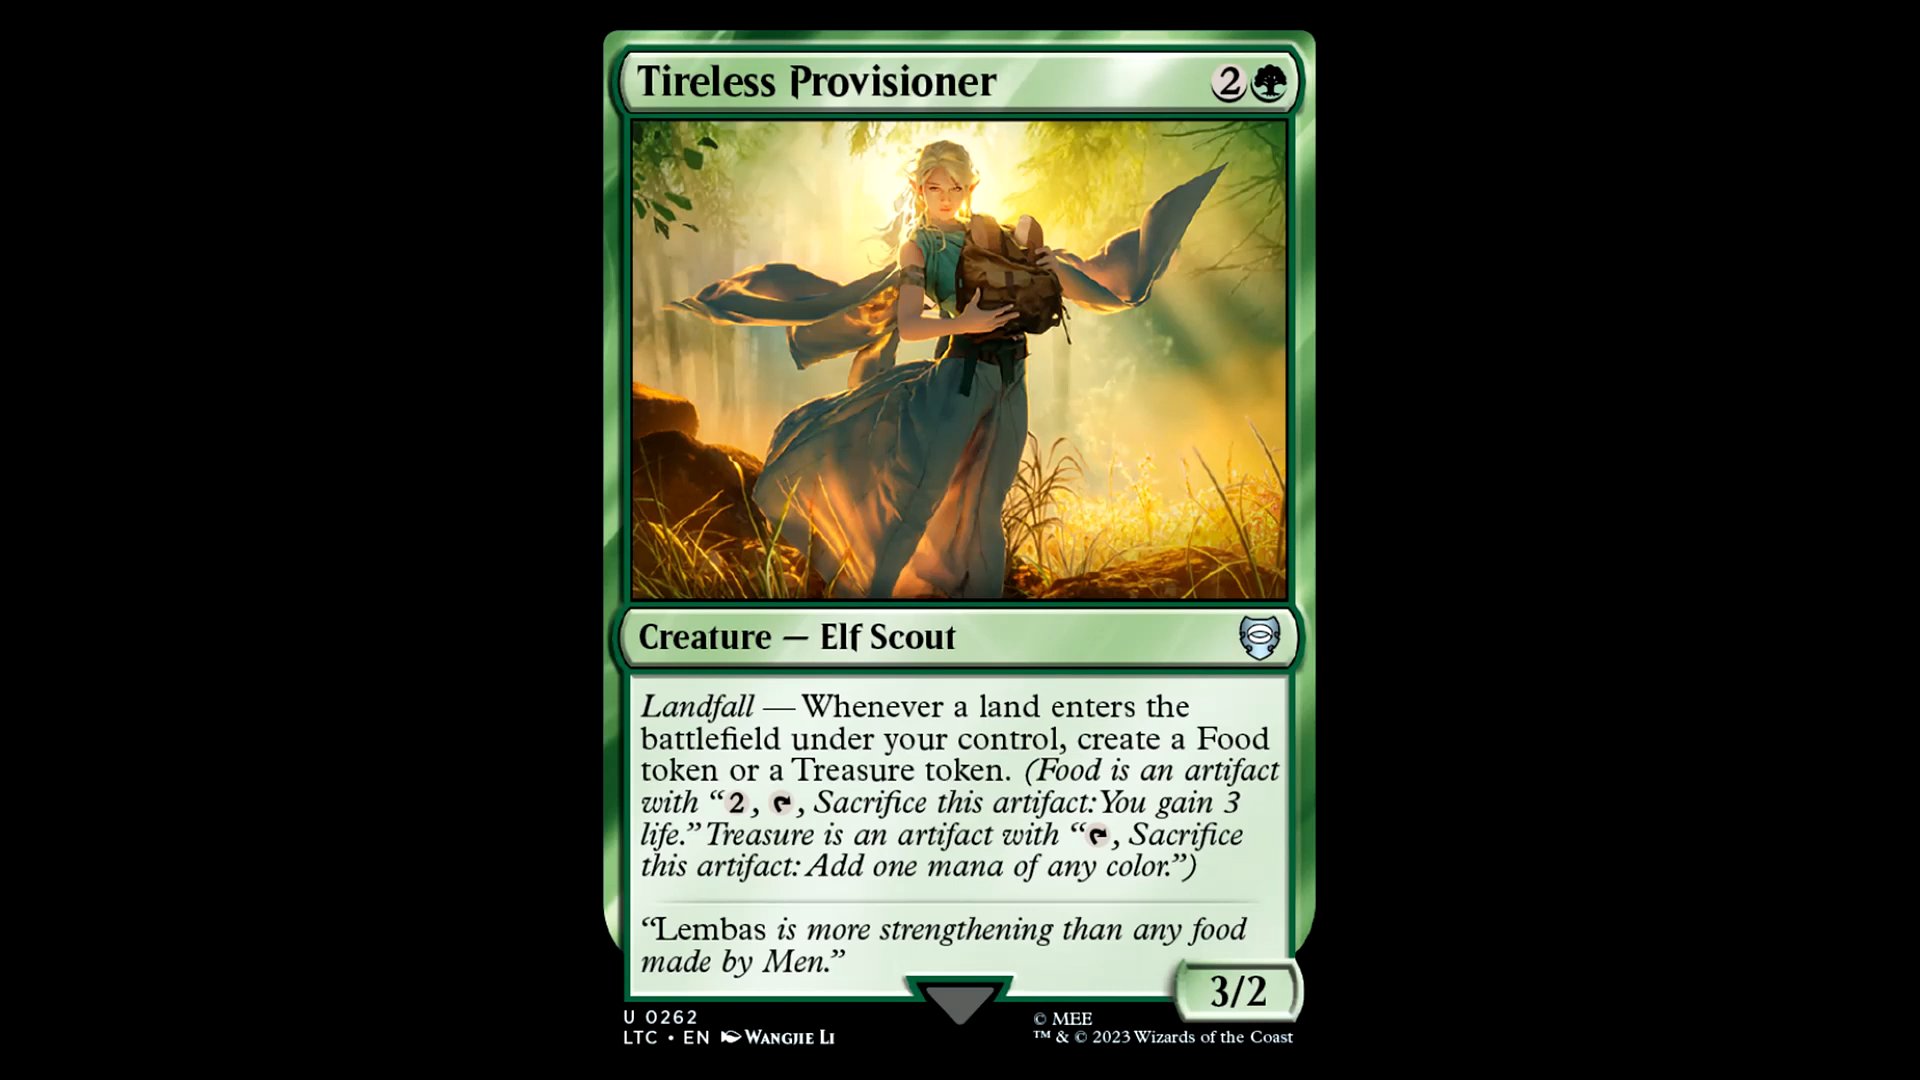 Tireless Provisioner 2
Creature — Elf Scout
Landfall — Whenever a land enters the
battlefield under your control, create a Food
token or a Treasure token. (Food is an artifact
with “2, , Sacrifice this artifact: You gain 3
life.” Treasure is an artifact with “, Sacrifice
this artifact: Add one mana of any color.”)
“Lembas is more strengthening than any food
made by Men.”
3/2
U 0262
LTC • EN Wangjie Li
© MEE
™ & © 2023 Wizards of the Coast